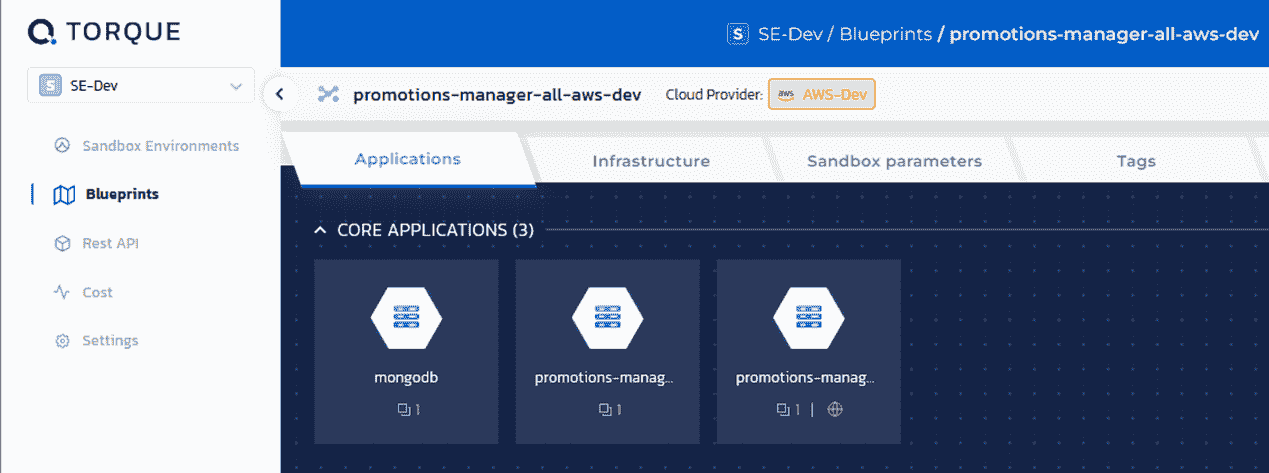 TORQUE
S SE-Dev / Blueprints / promotions-manager-all-aws-dev
S SE-Dev
promotions-manager-all-aws-dev Cloud Provider: aws AWS-Dev
Sandbox Environments
Blueprints
Rest API
Cost
Settings
Applications Infrastructure Sandbox parameters Tags
CORE APPLICATIONS (3)
mongodb promotions-manag... promotions-manag...
1 1 1 |